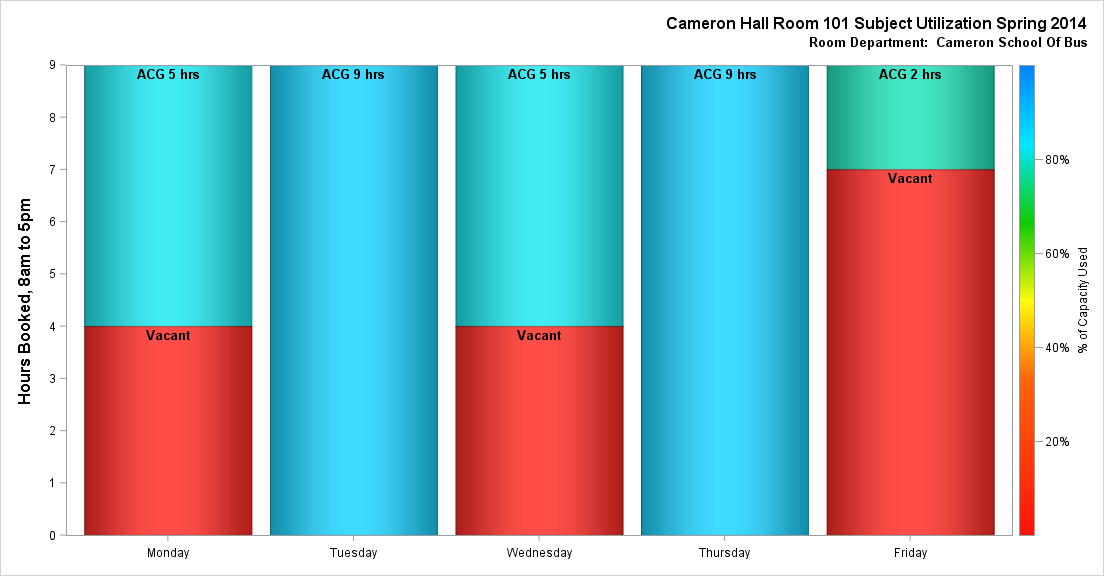 Cameron Hall Room 101 Subject Utilization Spring 2014
Room Department: Cameron School Of Bus
Hours Booked, 8am to 5pm
9
8
7
6
5
4
3
2
1
0
ACG 5 hrs
Vacant
ACG 9 hrs
ACG 5 hrs
Vacant
ACG 9 hrs
ACG 2 hrs
Vacant
Monday
Tuesday
Wednesday
Thursday
Friday
80%
60%
40%
20%
% of Capacity Used